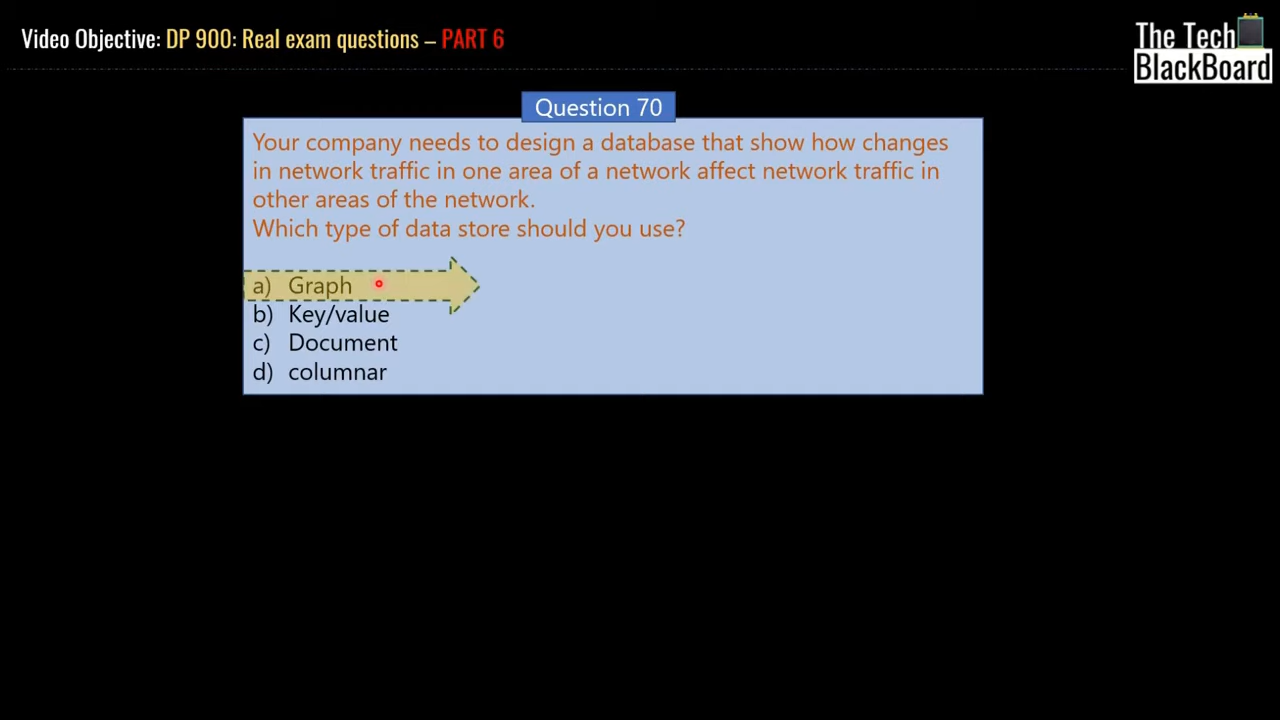 Video Objective: DP 900: Real exam questions – PART 6
The Tech
BlackBoard
Question 70
Your company needs to design a database that show how changes
in network traffic in one area of a network affect network traffic in
other areas of the network.
Which type of data store should you use?
a) Graph
b) Key/value
c) Document
d) columnar